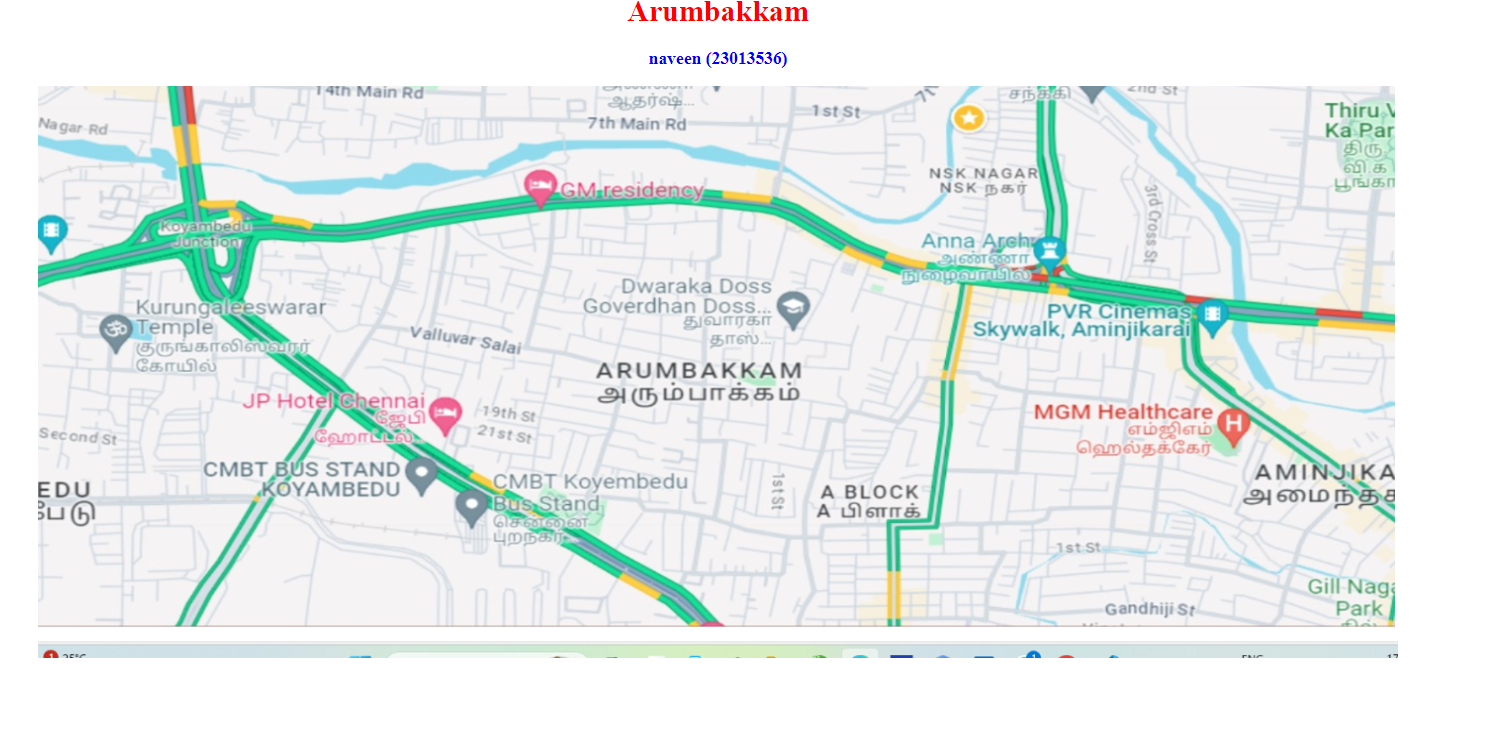 Arumbakkam
naveen (23013536)
14th Main Rd
ஆதர்ஷ்...
7th Main Rd
1st St
சந்ககி
2nd St
Nagar Rd
Thiru V
Ka Par
திரு
வி.க
பூங்கா
NSK NAGAR
NSK நகர்
GM residency
3rd Cross St
Koyambedu
Junction
Anna Arch
அண்ணா
நுழைவாயில்
Dwaraka Doss
Goverdhan Doss...
துவாரகா
தாஸ்...
Kurungaleeswarar
Temple
குருங்காலிஸ்வரர்
கோயில்
PVR Cinemas
Skywalk, Aminjikarai
Valluvar Salai
ARUMBAKKAM
அரும்பாக்கம்
JP Hotel Chennai
ஜேபி
ஹோட்டல்
19th St
21st St
MGM Healthcare
எம்ஜிஎம்
ஹெல்த்கேர்
Second St
CMBT BUS STAND
KOYAMBEDU
CMBT Koyembedu
Bus Stand
சென்னை
புறநகர்
1st St
A BLOCK
A பிளாக்
AMINJIKA
அமைந்தக
EDU
பேடு
1st St
Gill Naga
Park
Gandhiji St
25°C
ENG
17